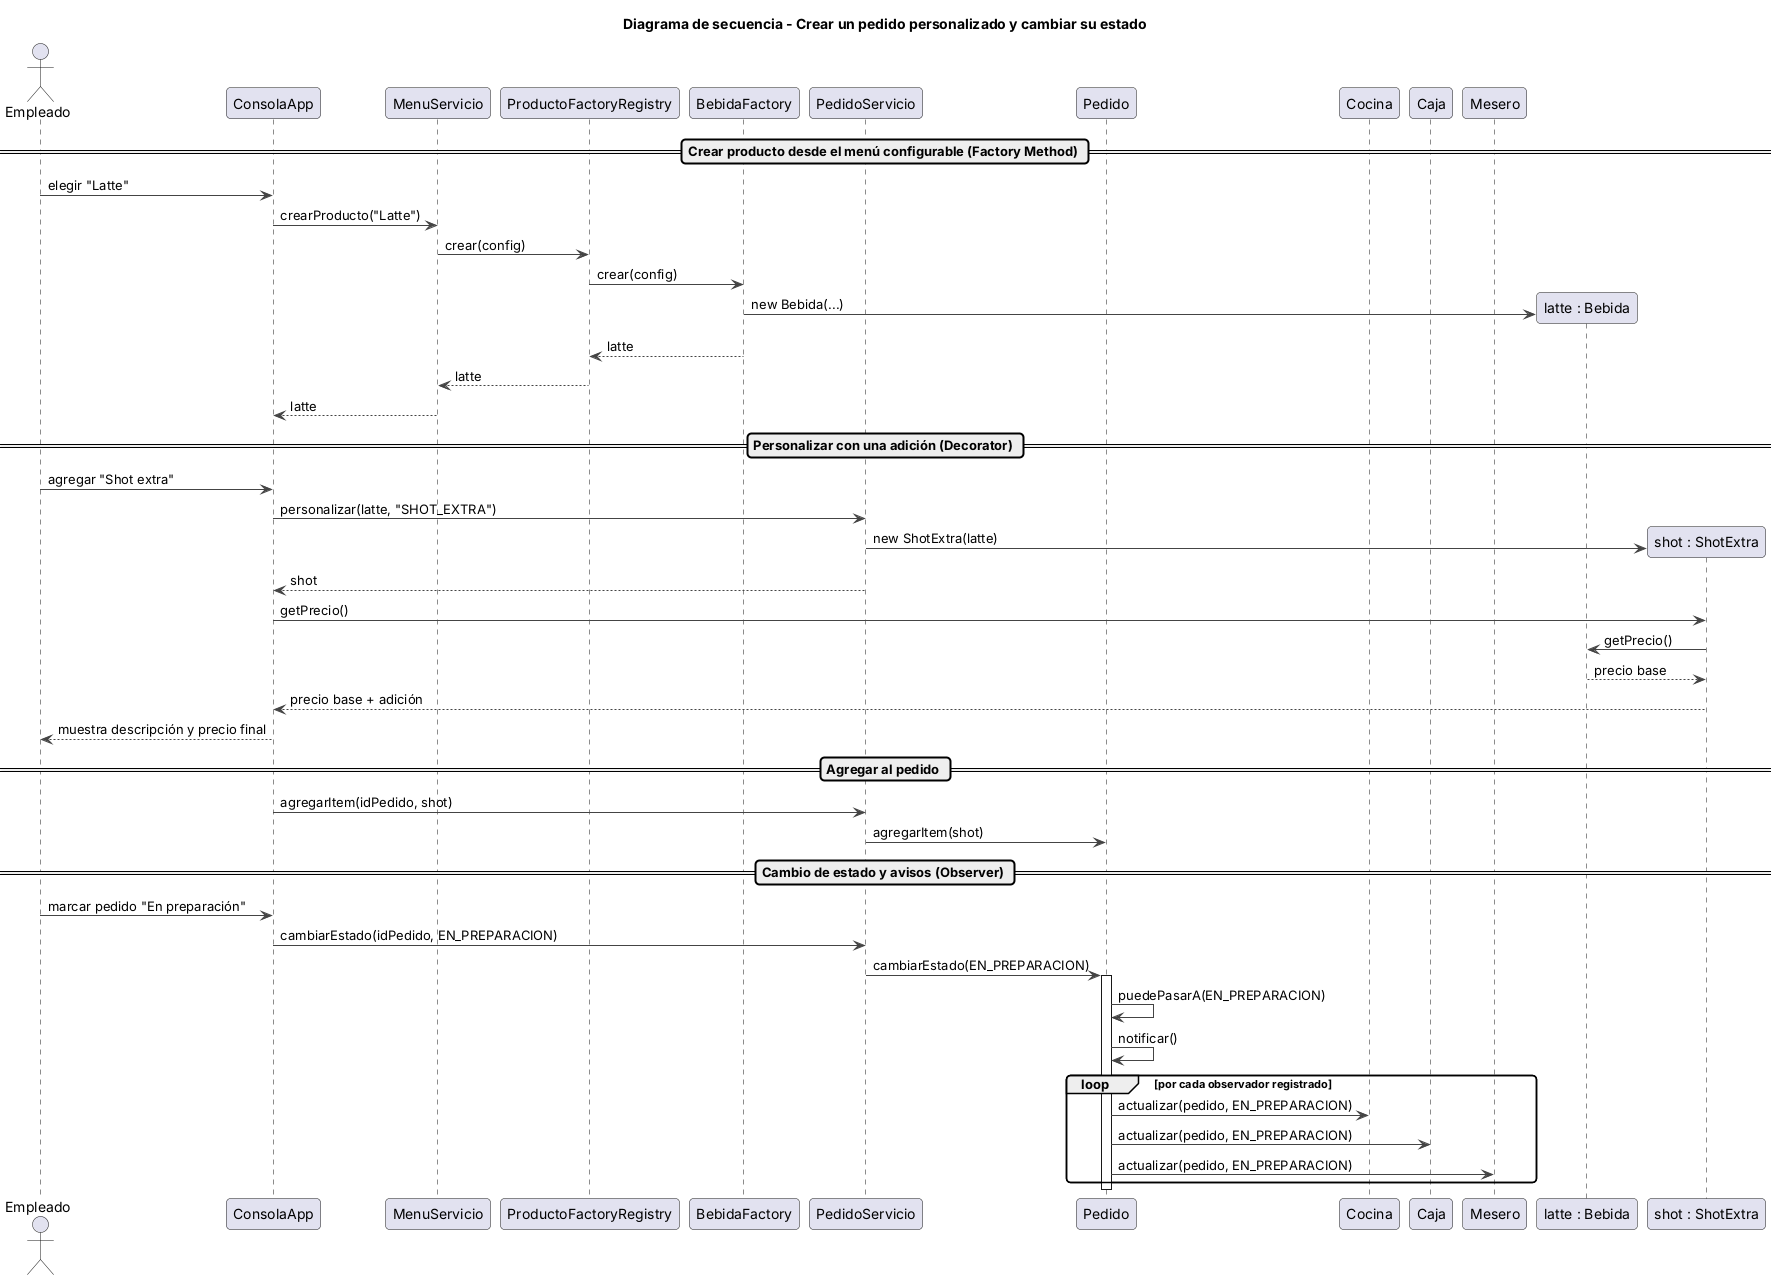 Diagrama de secuencia - Crear un pedido personalizado y cambiar su estado
Empleado
ConsolaApp
MenuServicio
ProductoFactoryRegistry
BebidaFactory
PedidoServicio
Pedido
Cocina
Caja
Mesero
Crear producto desde el menú configurable (Factory Method)
elegir "Latte"
crearProducto("Latte")
crear(config)
crear(config)
new Bebida(...)
latte : Bebida
latte
latte
latte
Personalizar con una adición (Decorator)
agregar "Shot extra"
personalizar(latte, "SHOT_EXTRA")
new ShotExtra(latte)
shot : ShotExtra
shot
getPrecio()
getPrecio()
precio base
precio base + adición
muestra descripción y precio final
Agregar al pedido
agregarItem(idPedido, shot)
agregarItem(shot)
Cambio de estado y avisos (Observer)
marcar pedido "En preparación"
cambiarEstado(idPedido, EN_PREPARACION)
cambiarEstado(EN_PREPARACION)
puedePasarA(EN_PREPARACION)
notificar()
loop [por cada observador registrado]
actualizar(pedido, EN_PREPARACION)
actualizar(pedido, EN_PREPARACION)
actualizar(pedido, EN_PREPARACION)
Empleado
ConsolaApp
MenuServicio
ProductoFactoryRegistry
BebidaFactory
PedidoServicio
Pedido
Cocina
Caja
Mesero
latte : Bebida
shot : ShotExtra